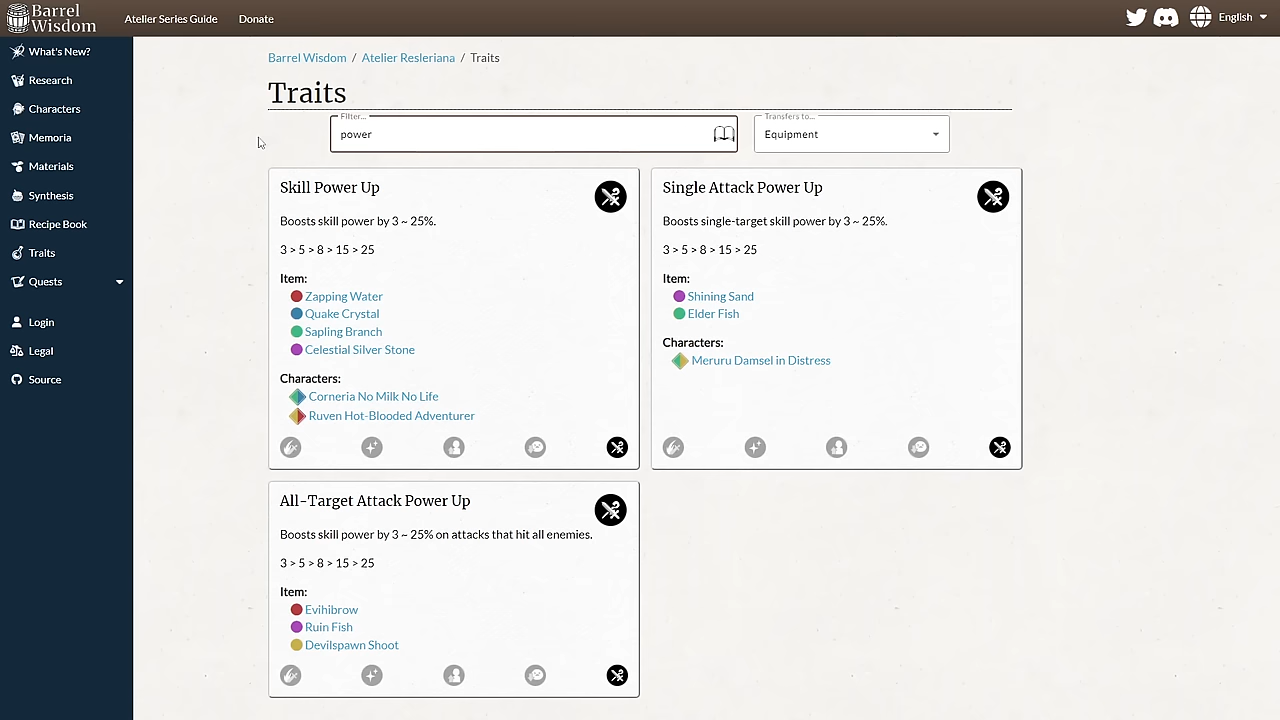 Barrel
Wisdom
Atelier Series Guide
Donate
English
What's New?
Research
Characters
Memoria
Materials
Synthesis
Recipe Book
Traits
Quests
Login
Legal
Source
Barrel Wisdom / Atelier Resleriana / Traits
Traits
Filter...
power
Transfers to...
Equipment
Skill Power Up
Boosts skill power by 3 ~ 25%.
3 > 5 > 8 > 15 > 25
Item:
Zapping Water
Quake Crystal
Sapling Branch
Celestial Silver Stone
Characters:
Corneria No Milk No Life
Ruven Hot-Blooded Adventurer
Single Attack Power Up
Boosts single-target skill power by 3 ~ 25%.
3 > 5 > 8 > 15 > 25
Item:
Shining Sand
Elder Fish
Characters:
Meruru Damsel in Distress
All-Target Attack Power Up
Boosts skill power by 3 ~ 25% on attacks that hit all enemies.
3 > 5 > 8 > 15 > 25
Item:
Evihibrow
Ruin Fish
Devilspawn Shoot